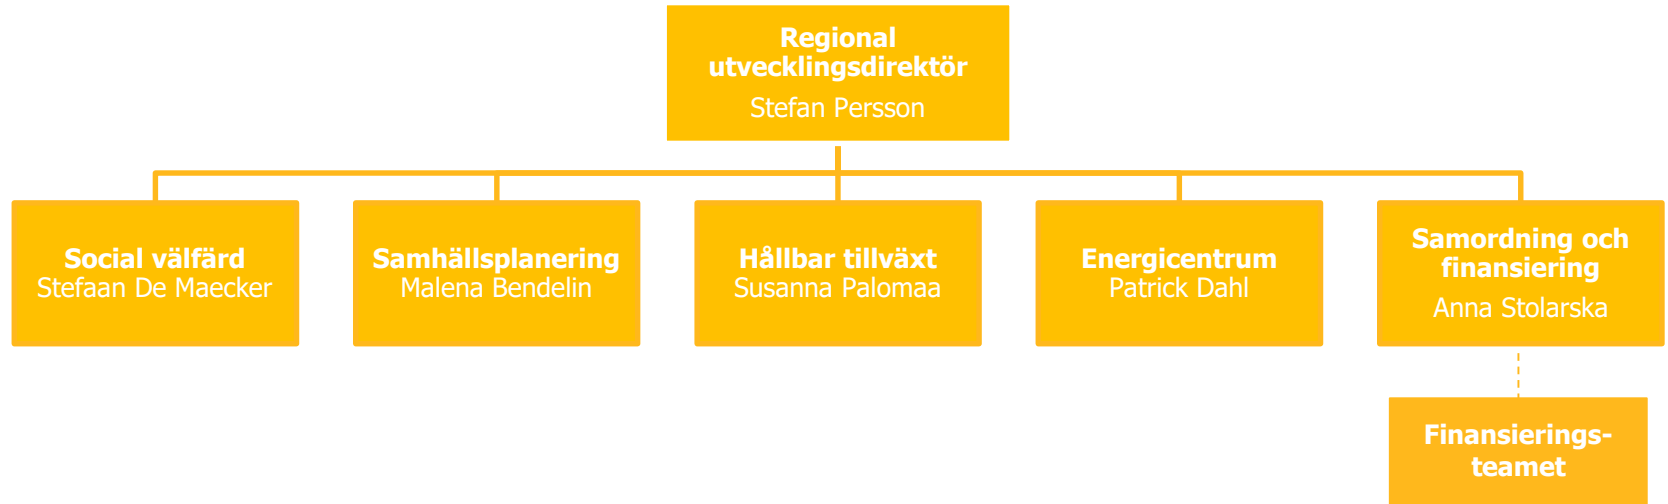 Regional
utvecklingsdirektör
Stefan Persson
Social välfärd
Stefaan De Maecker
Samhällsplanering
Malena Bendelin
Hållbar tillväxt
Susanna Palomaa
Energicentrum
Patrick Dahl
Samordning och
finansiering
Anna Stolarska
Finansierings-
teamet